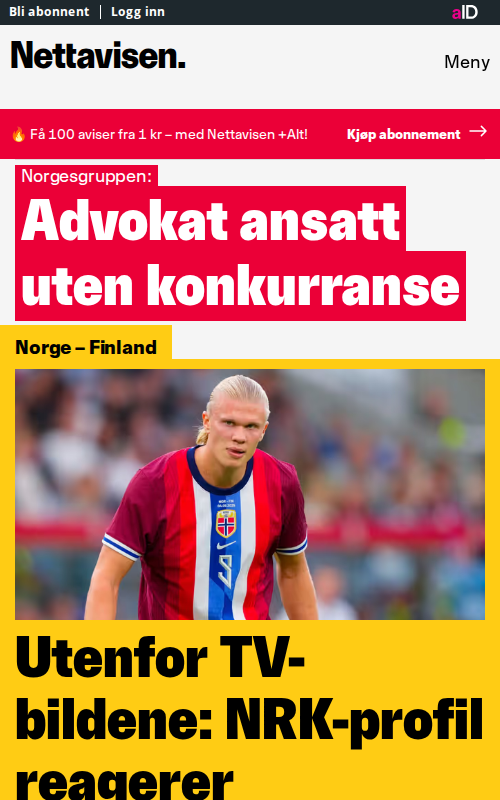 Bli abonnent
Logg inn
aID
Nettavisen.
Meny
🔥 Få 100 aviser fra 1 kr – med Nettavisen +Alt!
Kjøp abonnement →
Norgesgruppen:
Advokat ansatt
uten konkurranse
Norge – Finland
Utenfor TV-
bildene: NRK-profil
reagerer